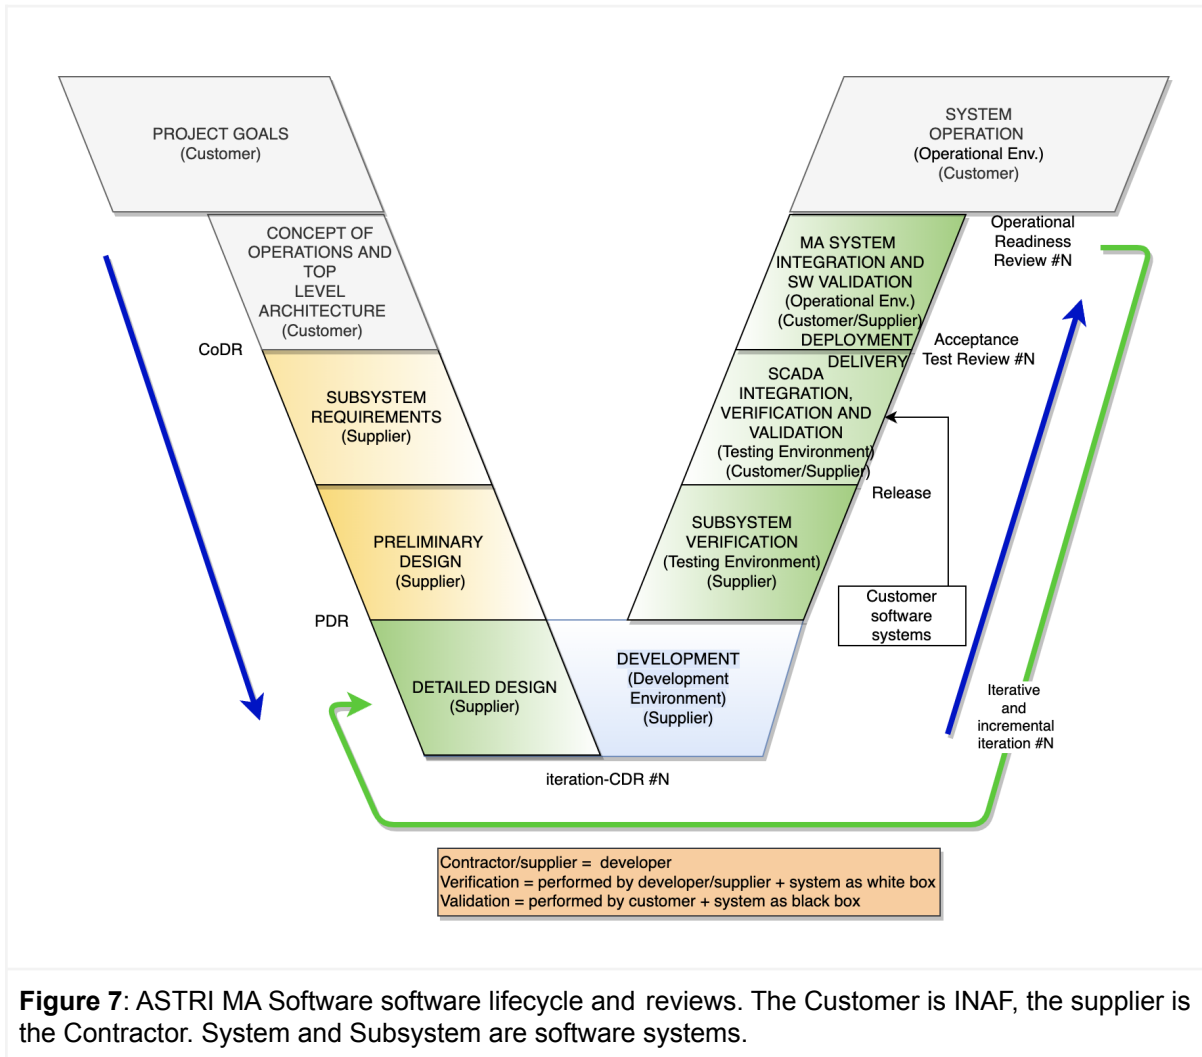 PROJECT GOALS
(Customer)
SYSTEM
OPERATION
(Operational Env.)
(Customer)
CONCEPT OF
OPERATIONS AND
TOP
LEVEL
ARCHITECTURE
(Customer)
CoDR
SUBSYSTEM
REQUIREMENTS
(Supplier)
PRELIMINARY
DESIGN
(Supplier)
PDR
DETAILED DESIGN
(Supplier)
DEVELOPMENT
(Development
Environment)
(Supplier)
iteration-CDR #N
SUBSYSTEM
VERIFICATION
(Testing Environment)
(Supplier)
Release
Customer
software
systems
SCADA
INTEGRATION,
VERIFICATION AND
VALIDATION
(Testing Environment)
(Customer/Supplier)
DELIVERY
Acceptance
Test Review #N
MA SYSTEM
INTEGRATION AND
SW VALIDATION
(Operational Env.)
(Customer/Supplier)
DEPLOYMENT
Operational
Readiness
Review #N
Iterative
and
incremental
iteration #N
Contractor/supplier = developer
Verification = performed by developer/supplier + system as white box
Validation = performed by customer + system as black box
Figure 7: ASTRI MA Software software lifecycle and reviews. The Customer is INAF, the supplier is
the Contractor. System and Subsystem are software systems.